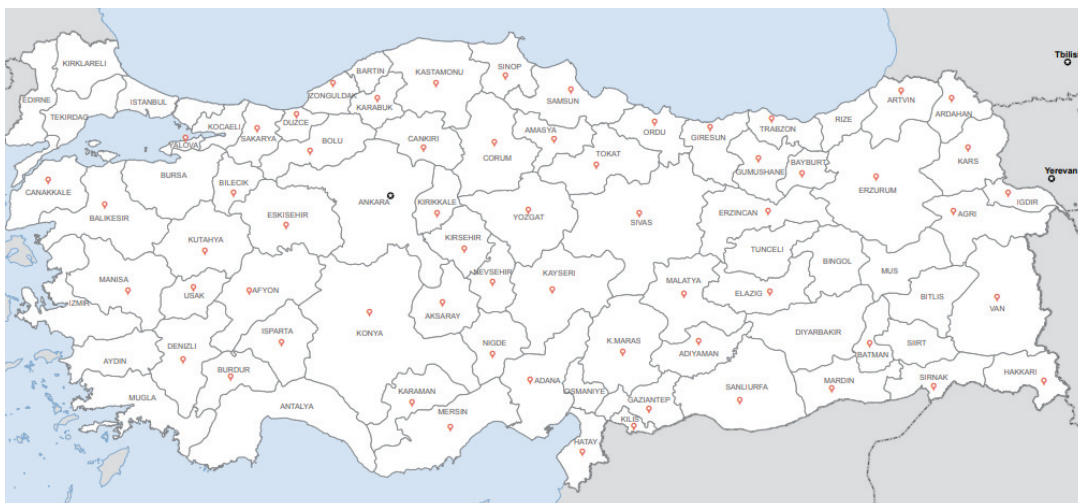 KIRKLARELI
EDIRNE
TEKIRDAG
ISTANBUL
KOCAELI
YALOVA
SAKARYA
DUZCE
ZONGULDAK
BARTIN
KARABUK
KASTAMONU
SINOP
SAMSUN
BOLU
CANKIRI
CORUM
AMASYA
TOKAT
ORDU
GIRESUN
TRABZON
RIZE
ARTVIN
ARDAHAN
Tbilisi
GUMUSHANE
BAYBURT
ERZURUM
KARS
Yerevan
IGDIR
AGRI
CANAKKALE
BALIKESIR
BURSA
BILECIK
ESKISEHIR
ANKARA
KIRIKKALE
YOZGAT
SIVAS
ERZINCAN
KUTAHYA
KIRSEHIR
NEVSEHIR
KAYSERI
TUNCELI
BINGOL
MUS
MANISA
IZMIR
USAK
AFYON
KONYA
AKSARAY
MALATYA
ELAZIG
BITLIS
VAN
AYDIN
DENIZLI
ISPARTA
BURDUR
NIGDE
K.MARAS
ADIYAMAN
DIYARBAKIR
BATMAN
SIIRT
MUGLA
ANTALYA
KARAMAN
MERSIN
ADANA
OSMANIYE
GAZIANTEP
KILIS
SANLIURFA
MARDIN
SIRNAK
HAKKARI
HATAY